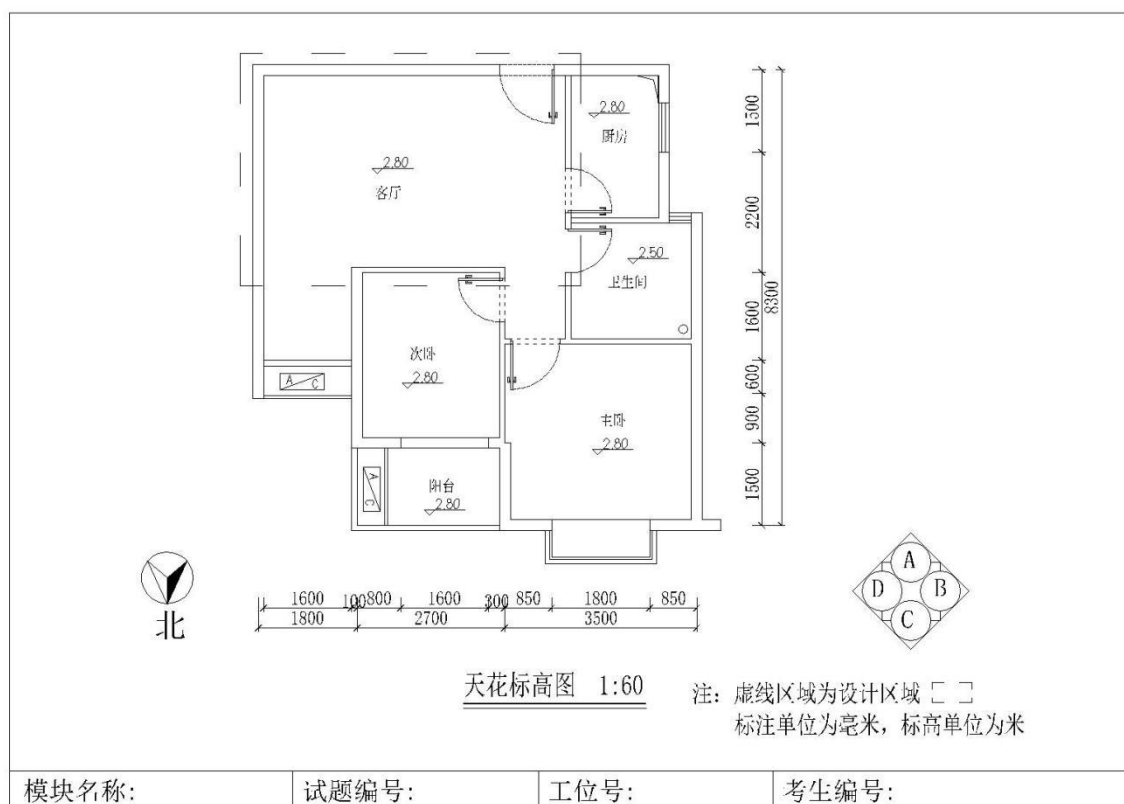 2.80
厨房
2.80
客厅
2.50
卫生间
次卧
2.80
主卧
2.80
阳台
2.80
A C
A C
1500
2200
1600
600
900
1500
8300
北
1600 100 800 1600 300 850 1800 850
1800 2700 3500
A
D B
C
天花标高图 1:60
注：虚线区域为设计区域
标注单位为毫米，标高单位为米
模块名称: 试题编号: 工位号: 考生编号: